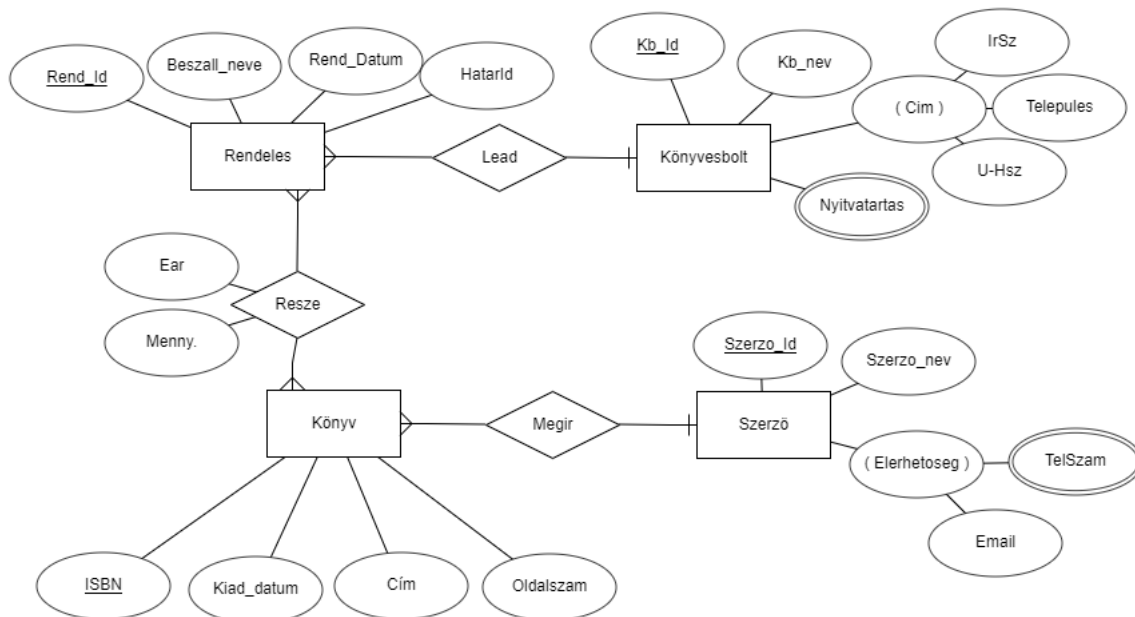 Rend_Id
Beszall_neve
Rend_Datum
HatarId
Kb_Id
Kb_nev
IrSz
( Cim )
Telepules
U-Hsz
Nyitvatartas
Rendeles
Lead
Könyvesbolt
Ear
Menny.
Resze
Szerzo_Id
Szerzo_nev
Könyv
Megir
Szerzö
( Elerhetoseg )
TelSzam
Email
ISBN
Kiad_datum
Cím
Oldalszam